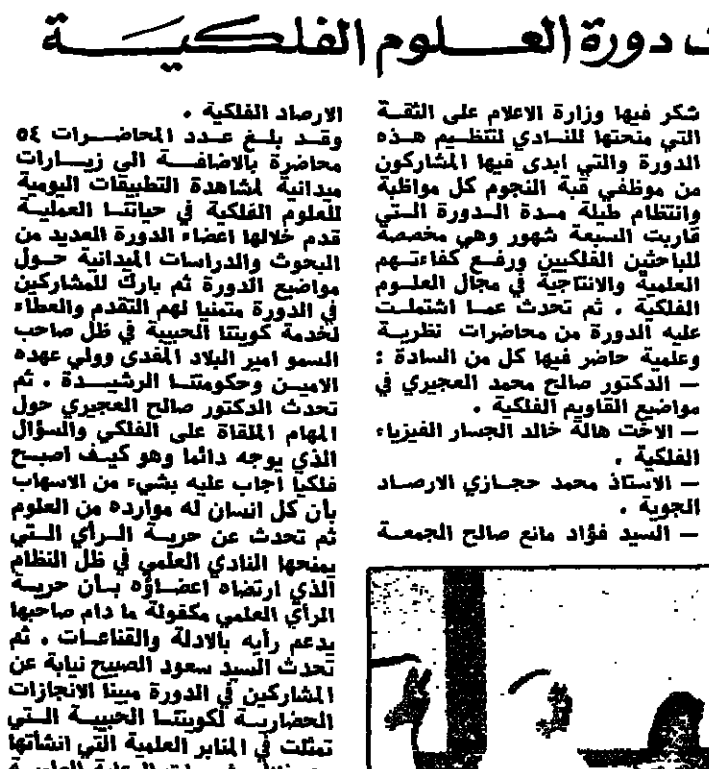 دورة العلوم الفلكية
شكر فيها وزارة الاعلام على الثقة
التي منحتها للنادي لتنظيم هذه
الدورة والتي ابدى فيها المشاركون
من موظفي قبة النجوم كل مواظبة
وانتظام طيلة مدة الدورة التي
قاربت السبعة شهور وهي مخصصة
للباحثين الفلكيين ورفع كفاءتهم
العلمية والانتاجية في مجال العلوم
الفلكية . ثم تحدث عما اشتملت
عليه الدورة من محاضرات نظرية
وعلمية حاضر فيها كل من السادة :
— الدكتور صالح محمد العجيري في
مواضيع القاويم الفلكية .
— الاخت هالة خالد الجسار الفيزياء
الفلكية .
— الاستاذ محمد حجازي الارصاد
الجوية .
— السيد فؤاد مانع صالح الجمعة
الارصاد الفلكية .
وقد بلغ عدد المحاضرات ٥٤
محاضرة بالاضافة الى زيارات
ميدانية لمشاهدة التطبيقات اليومية
للعلوم الفلكية في حياتنا العملية
قدم خلالها اعضاء الدورة العديد من
البحوث والدراسات الميدانية حول
مواضيع الدورة ثم بارك للمشاركين
في الدورة متمنيا لهم التقدم والعطاء
لخدمة كويتنا الحبيبة في ظل صاحب
السمو امير البلاد المفدى وولي عهده
الامين وحكومتنا الرشيدة . ثم
تحدث الدكتور صالح العجيري حول
المهام الملقاة على الفلكي والسؤال
الذي يوجه دائما وهو كيف اصبح
فلكيا اجاب عليه بشيء من الاسهاب
بأن كل انسان له موارده من العلوم
ثم تحدث عن حرية الرأي التي
يمنحها النادي العلمي في ظل النظام
الذي ارتضاه اعضاؤه بأن حرية
الرأي العلمي مكفولة ما دام صاحبها
يدعم رأيه بالادلة والقناعات . ثم
تحدث السيد سعود الصبيح نيابة عن
المشاركين في الدورة مبينا الانجازات
الحضارية لكويتنا الحبيبة التي
تمثلت في المنابر العلمية التي انشأتها